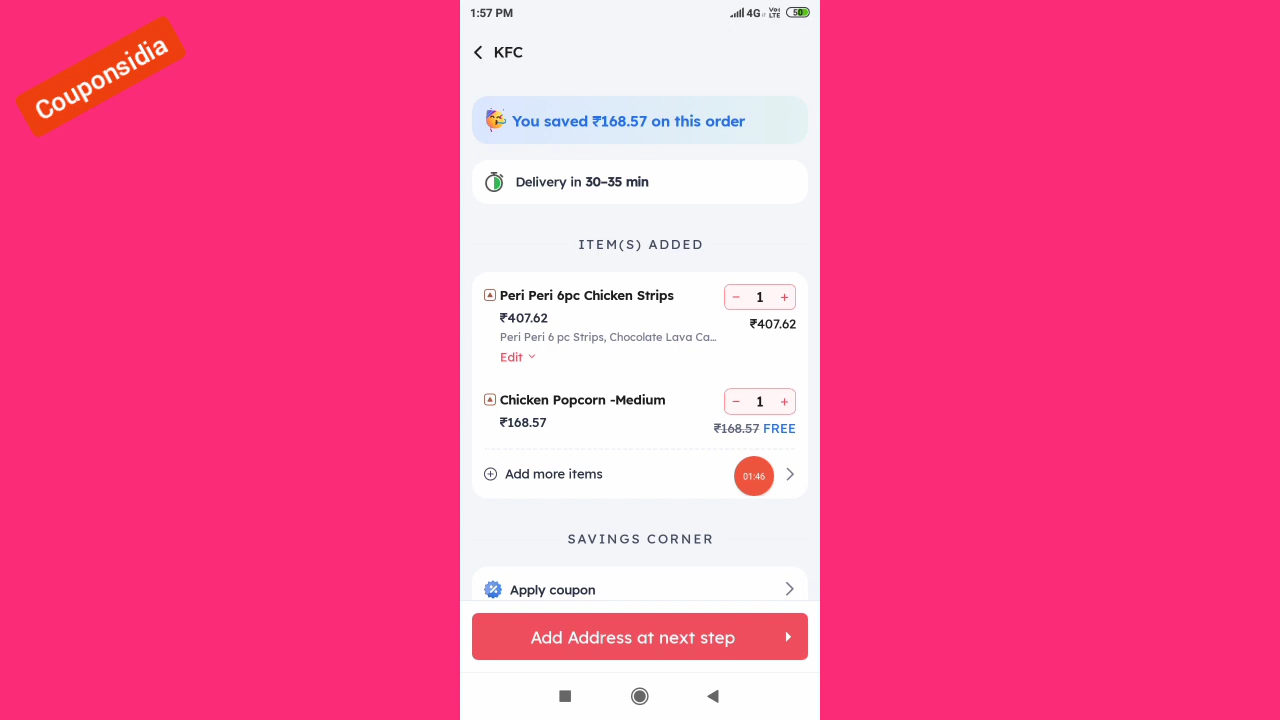 Couponsidia
1:57 PM
4G
Vo LTE
50
KFC
You saved ₹168.57 on this order
Delivery in 30–35 min
ITEM(S) ADDED
Peri Peri 6pc Chicken Strips
− 1 +
₹407.62
₹407.62
Peri Peri 6 pc Strips, Chocolate Lava Ca...
Edit
Chicken Popcorn -Medium
− 1 +
₹168.57
₹168.57 FREE
Add more items
01:46
SAVINGS CORNER
Apply coupon
Add Address at next step